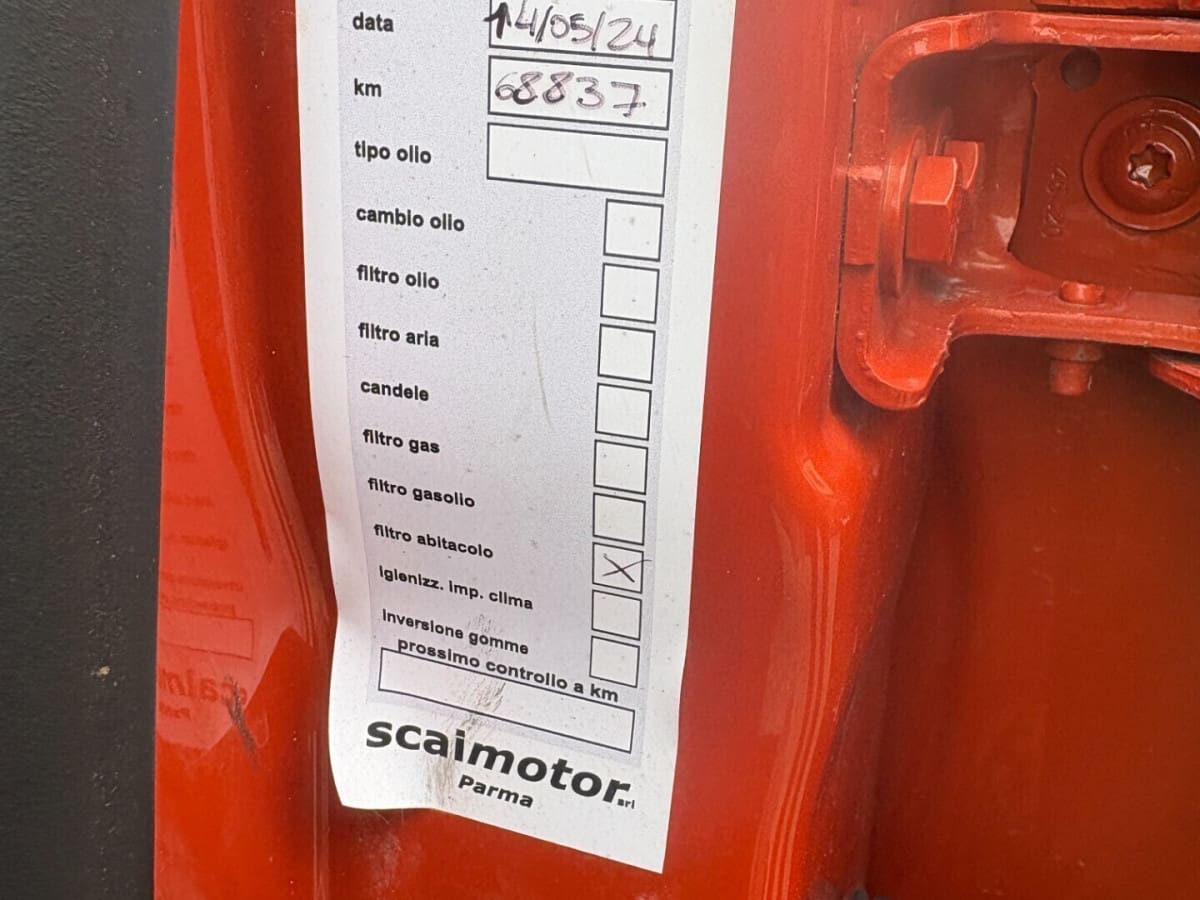 data 14/05/24
km 68837
tipo olio
cambio olio
filtro olio
filtro aria
candele
filtro gas
filtro gasolio
filtro abitacolo X
Igienizz. imp. clima
Inversione gomme
prossimo controllo a km
scaimotor srl
Parma